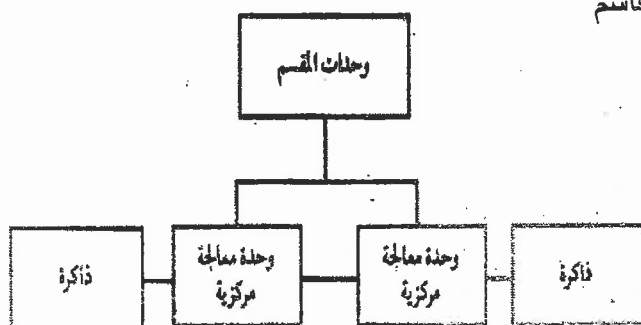 وحدات المقسم
ذاكرة
وحدة معالجة
مركزية
وحدة معالجة
مركزية
ذاكرة